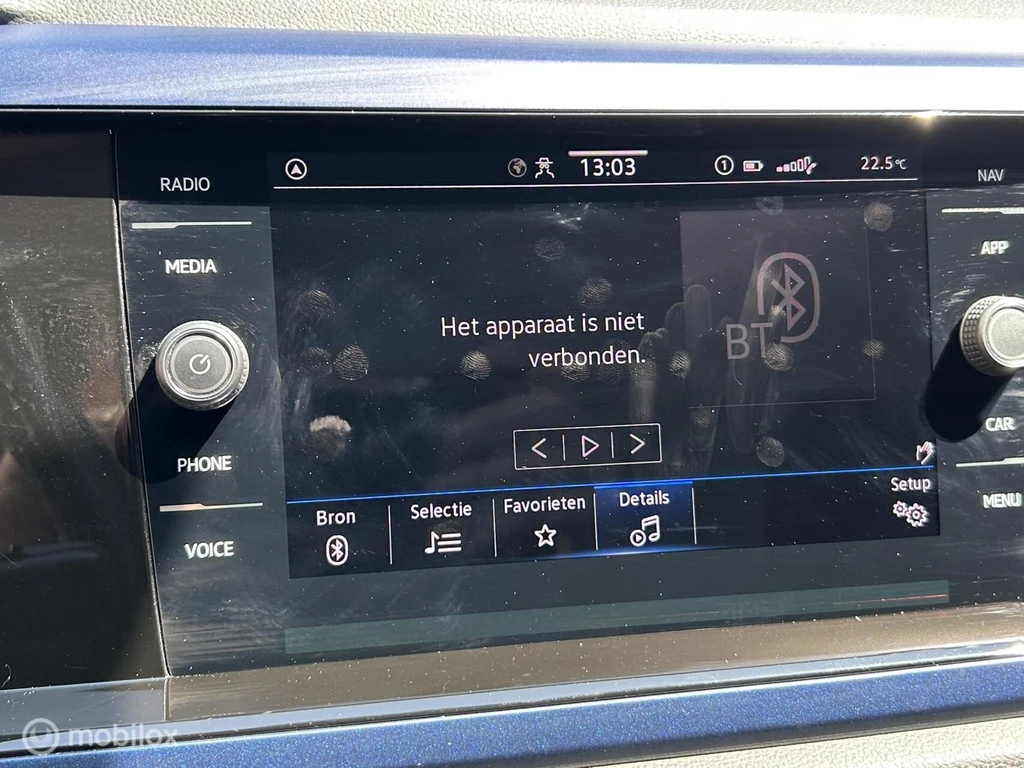 RADIO
13:03
1
22.5°C
NAV
MEDIA
APP
Het apparaat is niet
verbonden.
BT
PHONE
CAR
VOICE
MENU
Bron
Selectie
Favorieten
Details
Setup
mobilox